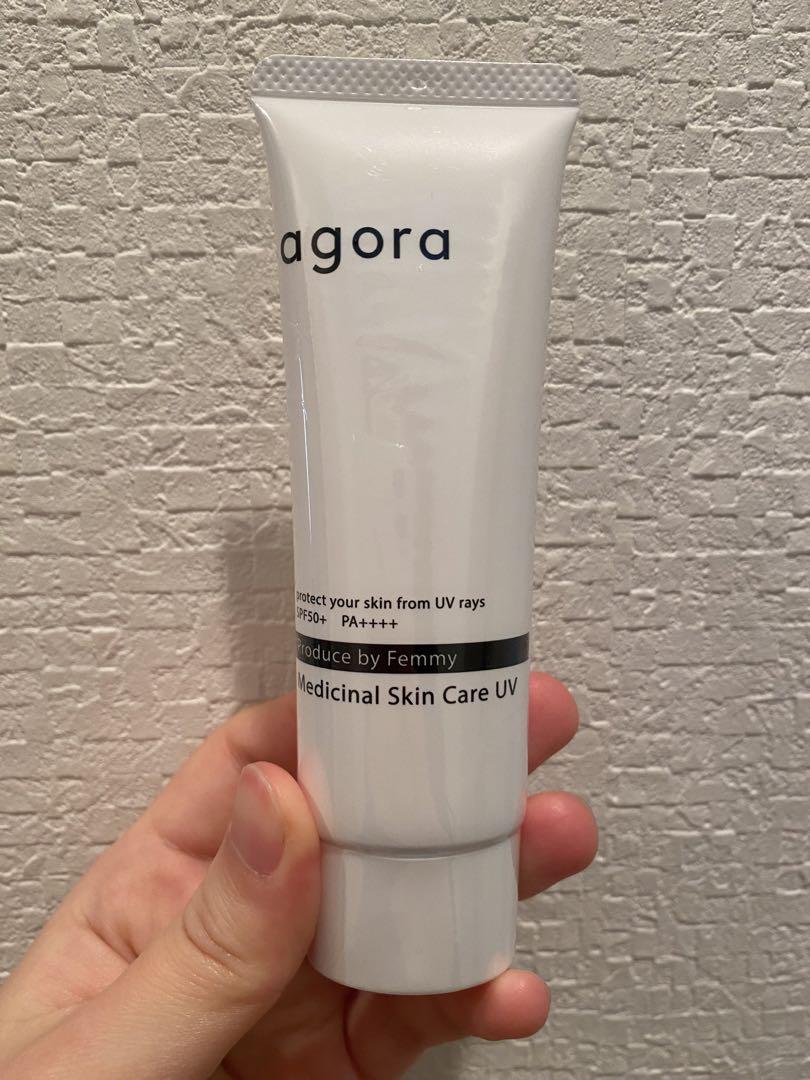 agora
protect your skin from UV rays
SPF50+ PA++++
Produce by Femmy
Medicinal Skin Care UV